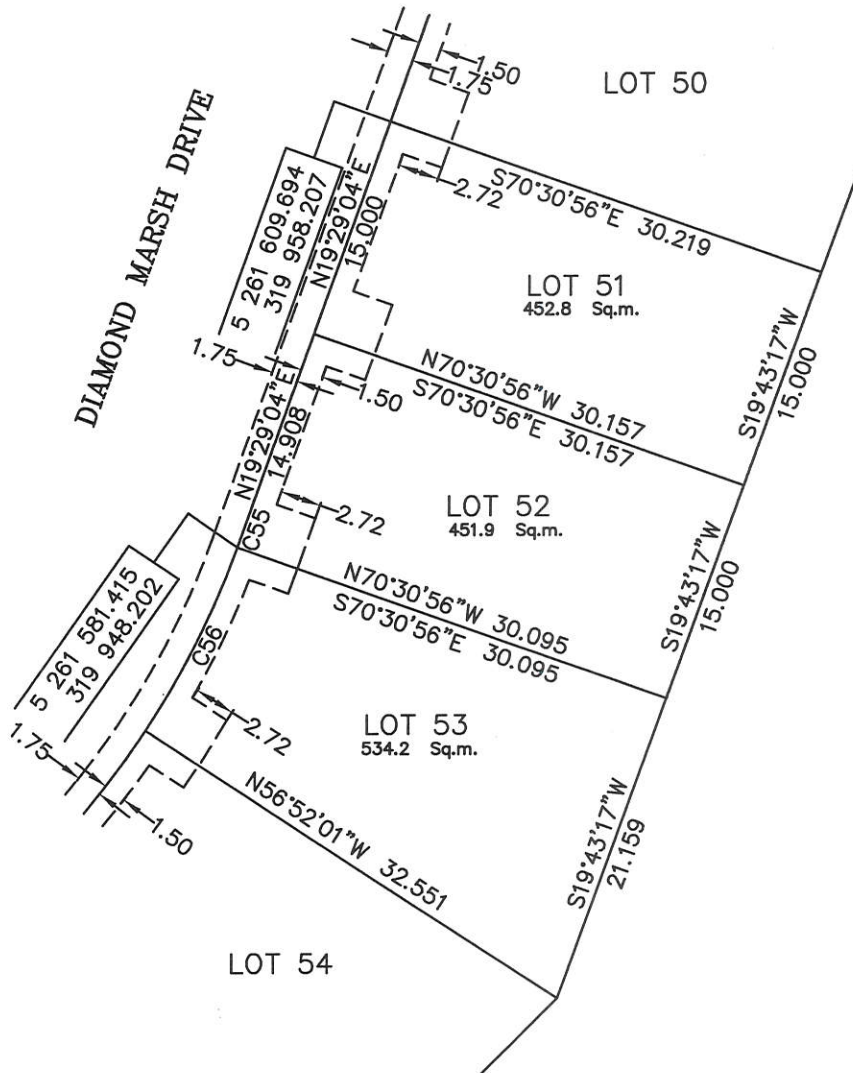 1.50
1.75
LOT 50
DIAMOND MARSH DRIVE
5 261 609.694
319 958.207
N19°29'04"E
15.000
2.72
S70°30'56"E 30.219
LOT 51
452.8 Sq.m.
S19°43'17"W
15.000
1.75
1.50
N70°30'56"W 30.157
S70°30'56"E 30.157
N19°29'04"E
14.908
C55
2.72
LOT 52
451.9 Sq.m.
S19°43'17"W
15.000
N70°30'56"W 30.095
S70°30'56"E 30.095
5 261 581.415
319 948.202
C56
2.72
LOT 53
534.2 Sq.m.
1.75
1.50
N56°52'01"W 32.551
S19°43'17"W
21.159
LOT 54